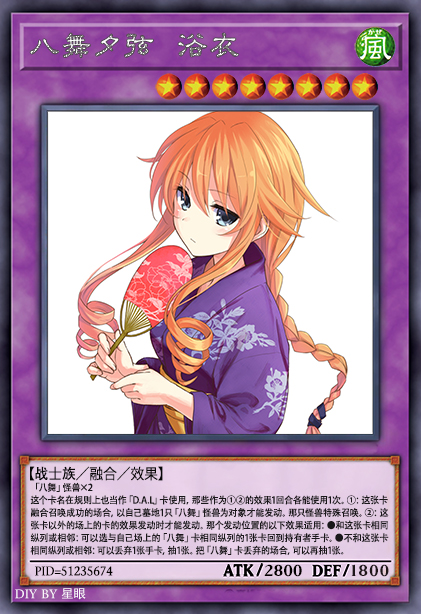 八舞夕弦 浴衣
かぜ
風
【战士族／融合／效果】
「八舞」怪兽×2
这个卡名在规则上也当作「D.A.L」卡使用，那些作为①②的效果1回合各能使用1次。①：这张卡
融合召唤成功的场合，以自己墓地1只「八舞」怪兽为对象才能发动，那只怪兽特殊召唤。②：这
张卡以外的场上的卡的效果发动时才能发动，那个发动位置的以下效果适用：●和这张卡相同
纵列或相邻：可以选与自己场上的「八舞」卡相同纵列的1张卡回到持有者手卡。●不和这张卡
相同纵列或相邻：可以丢弃1张手卡，抽1张。把「八舞」卡丢弃的场合，可以再抽1张。
PID=51235674 ATK/2800 DEF/1800
DIY BY 星眼